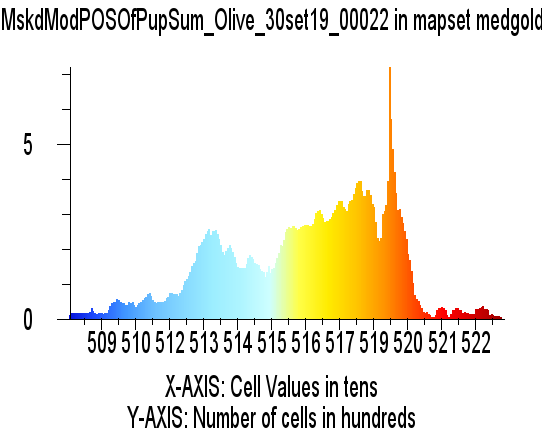 MskdModPOSOfPupSum_Olive_30set19_00022 in mapset medgold
5
0
509 510 512 513 514 515 516 517 519 520 521 522
X-AXIS: Cell Values in tens
Y-AXIS: Number of cells in hundreds